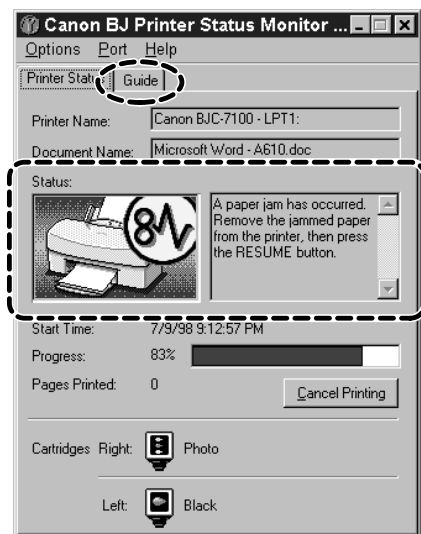 Canon BJ Printer Status Monitor ...
Options Port Help
Printer Status Guide
Printer Name: Canon BJC-7100 - LPT1:
Document Name: Microsoft Word - A610.doc
Status:
A paper jam has occurred.
Remove the jammed paper
from the printer, then press
the RESUME button.
Start Time: 7/9/98 9:12:57 PM
Progress: 83%
Pages Printed: 0 Cancel Printing
Cartridges Right: Photo
Left: Black